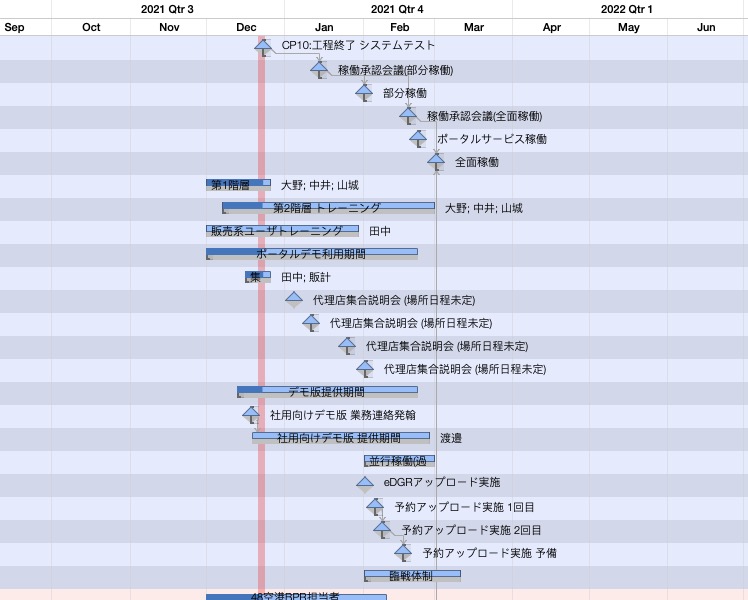 2021 Qtr 3 2021 Qtr 4 2022 Qtr 1
Sep Oct Nov Dec Jan Feb Mar Apr May Jun
CP10:工程終了 システムテスト
稼働承認会議(部分稼働)
部分稼働
稼働承認会議(全面稼働)
ポータルサービス稼働
全面稼働
第1階層 大野; 中井; 山城
第2階層 トレーニング 大野; 中井; 山城
販売系ユーザトレーニング 田中
ポータルデモ利用期間
集 田中; 販計
代理店集合説明会 (場所日程未定)
代理店集合説明会 (場所日程未定)
代理店集合説明会 (場所日程未定)
代理店集合説明会 (場所日程未定)
デモ版提供期間
社用向けデモ版 業務連絡発翰
社用向けデモ版 提供期間 渡邉
並行稼働(過
eDGRアップロード実施
予約アップロード実施 1回目
予約アップロード実施 2回目
予約アップロード実施 予備
臨戦体制
48空港BPR担当者